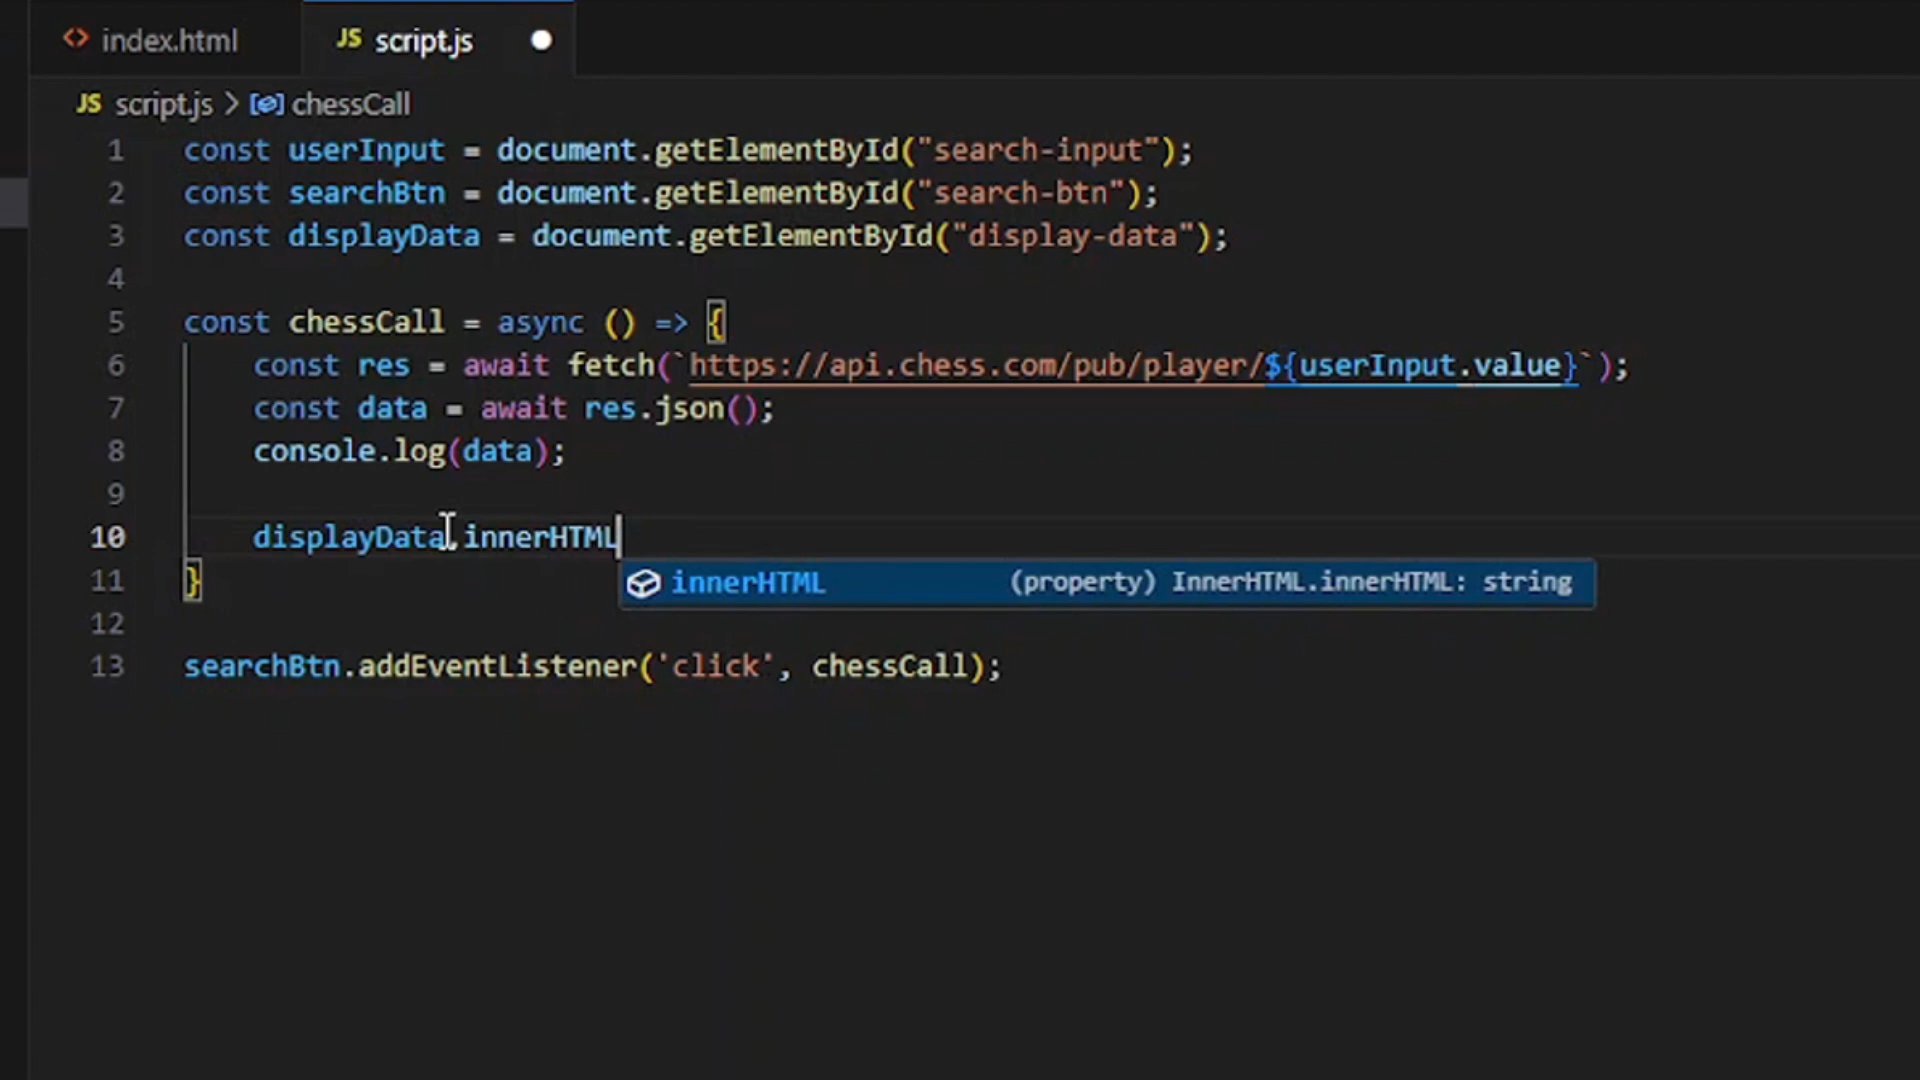 index.html JS script.js
JS script.js > chessCall
1 const userInput = document.getElementById("search-input");
2 const searchBtn = document.getElementById("search-btn");
3 const displayData = document.getElementById("display-data");
4
5 const chessCall = async () => {
6 const res = await fetch(`https://api.chess.com/pub/player/${userInput.value}`);
7 const data = await res.json();
8 console.log(data);
9
10 displayData.innerHTML
11 }
innerHTML (property) InnerHTML.innerHTML: string
12
13 searchBtn.addEventListener('click', chessCall);